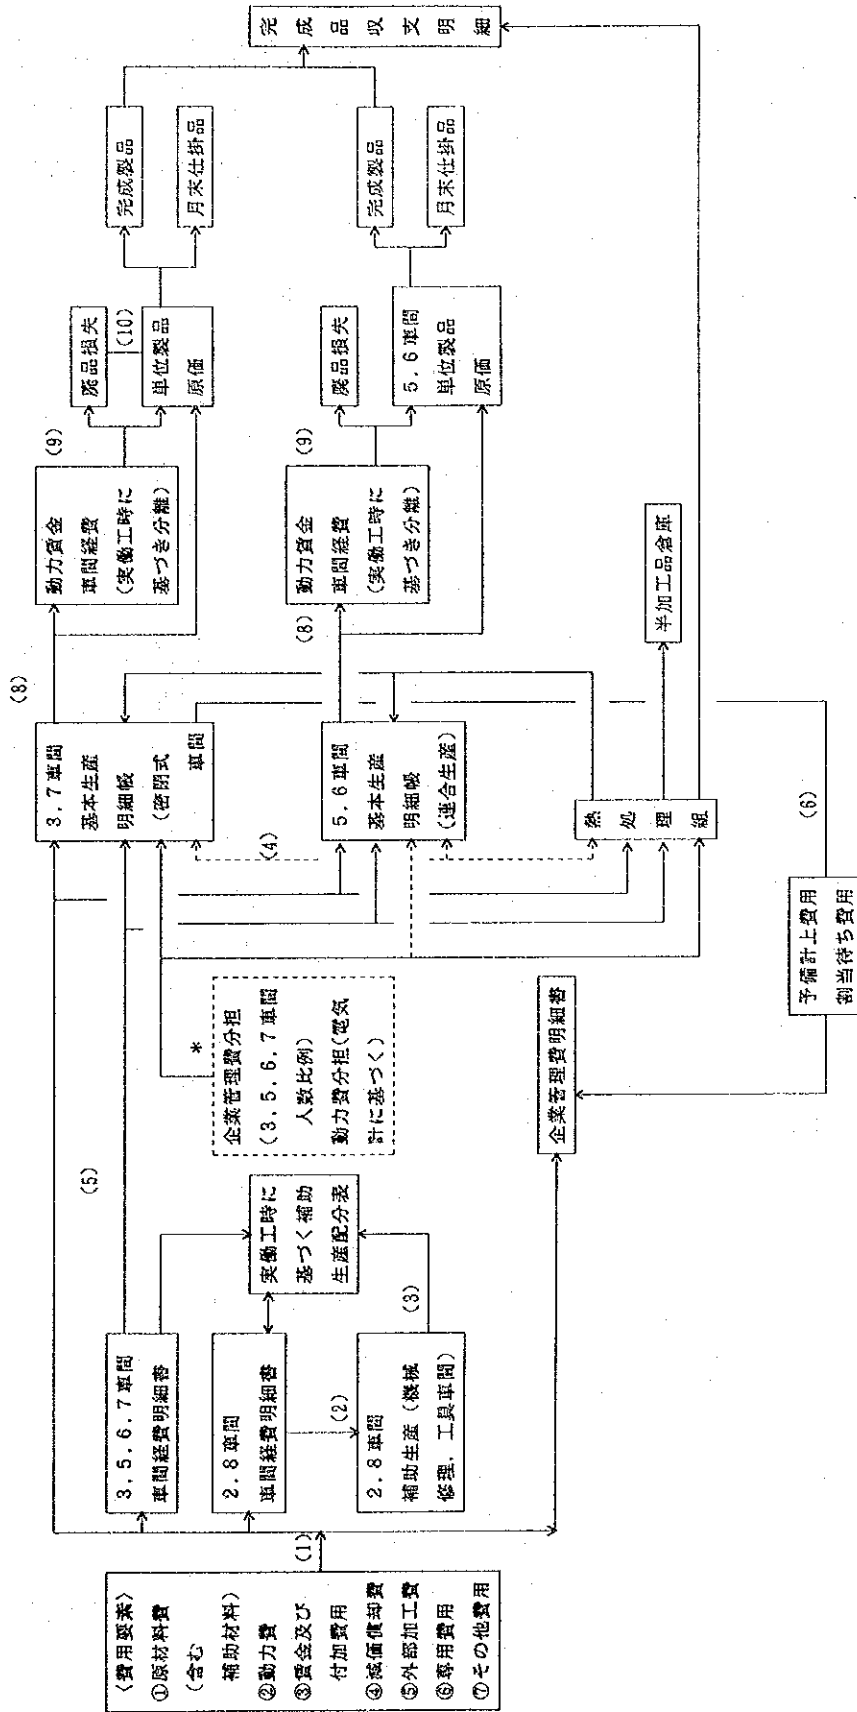 〈費用要素〉
①原材料費
(含む
補助材料)
②動力費
③賃金及び
付加費用
④減価償却費
⑤外部加工費
⑥専用費用
⑦その他費用
(1)
3.5.6.7車間
車間経費明細書
2.8車間
車間経費明細書
(2)
2.8車間
補助生産(機械
修理、工具車間)
(3)
実働工時に
基づく補助
生産配分表
(5)
*
企業管理費分担
(3.5.6.7車間
人数比例)
動力費分担(電気
計に基づく)
企業管理費明細書
予備計上費用
割当待ち費用
(6)
3.7車間
基本生産
明細帳
(密閉式
車間
(4)
5.6車間
基本生産
明細帳
(連合生産)
熱処理組
半加工品倉庫
(8)
動力賃金
車間経費
(実働工時に
基づき分離)
(9)
廃品損失
(10)
単位製品
原価
完成製品
月末仕掛品
(8)
動力賃金
車間経費
(実働工時に
基づき分離)
(9)
廃品損失
5.6車間
単位製品
原価
完成製品
月末仕掛品
完成品収支明細